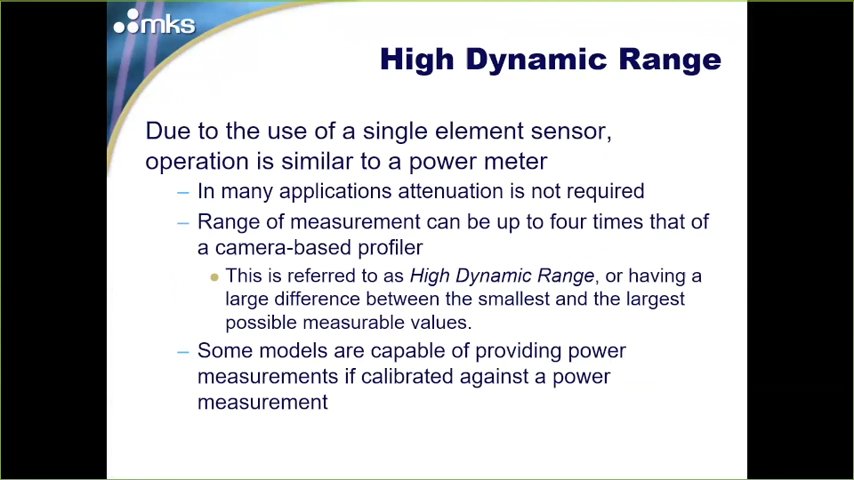 mks
High Dynamic Range
Due to the use of a single element sensor,
operation is similar to a power meter
– In many applications attenuation is not required
– Range of measurement can be up to four times that of
a camera-based profiler
● This is referred to as High Dynamic Range, or having a
large difference between the smallest and the largest
possible measurable values.
– Some models are capable of providing power
measurements if calibrated against a power
measurement